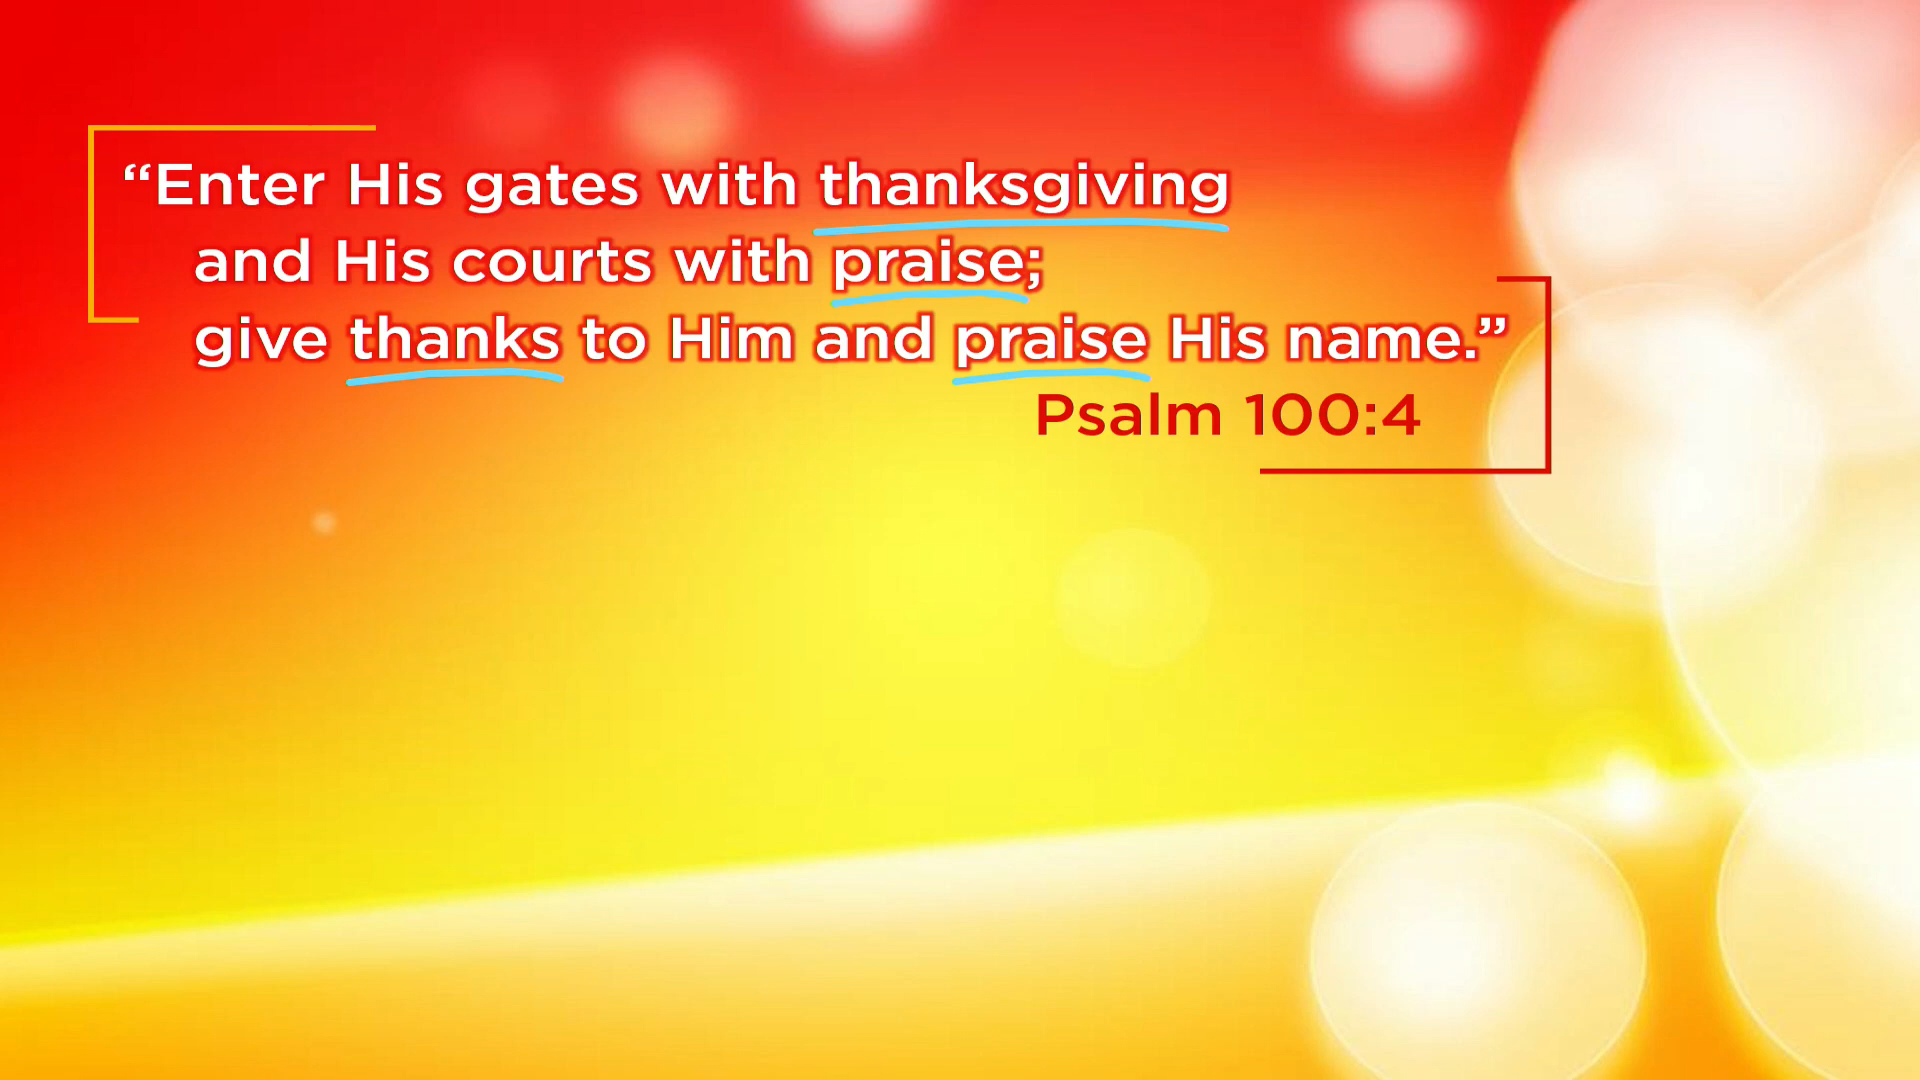 “Enter His gates with thanksgiving
and His courts with praise;
give thanks to Him and praise His name.”
Psalm 100:4